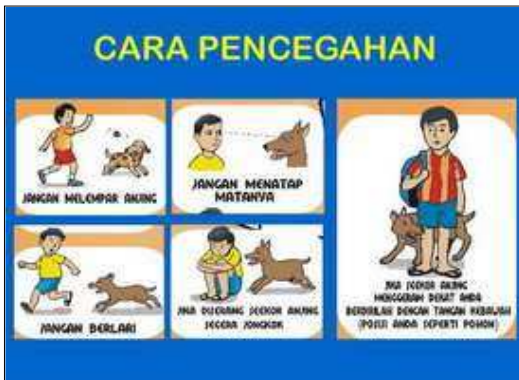 CARA PENCEGAHAN
JANGAN MELEMPAR ANJING
JANGAN MENATAP
MATANYA
JANGAN BERLARI
JIKA DISERANG SEEKOR ANJING
SEGERA JONGKOK
JIKA SEEKOR ANJING
MENGGERAM DEKAT ANDA
BERDIRILAH DENGAN TANGAN KEBAWAH
(POSISI ANDA SEPERTI POHON)